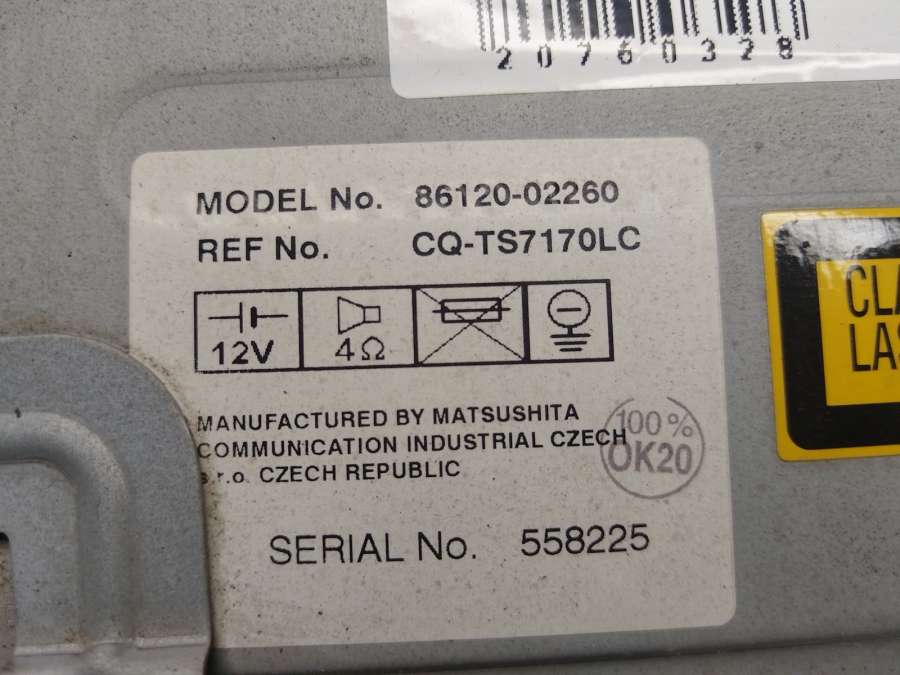 20760328
MODEL No. 86120-02260
REF No. CQ-TS7170LC
12V 4Ω
MANUFACTURED BY MATSUSHITA
COMMUNICATION INDUSTRIAL CZECH
s.r.o. CZECH REPUBLIC
100%
OK20
SERIAL No. 558225
CLA
LAS